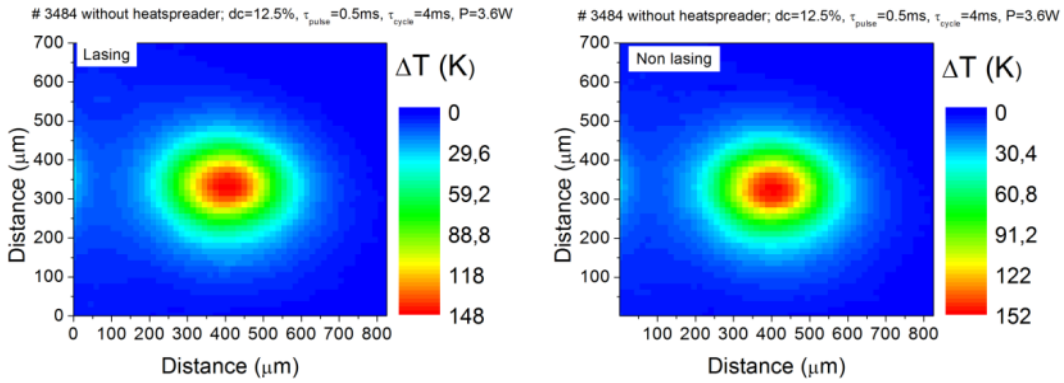 # 3484 without heatspreader; dc=12.5%, τpulse=0.5ms, τcycle=4ms, P=3.6W
Lasing
ΔT (K)
0
29,6
59,2
88,8
118
148
700
600
500
400
300
200
100
0
Distance (μm)
0 100 200 300 400 500 600 700 800
Distance (μm)
# 3484 without heatspreader; dc=12.5%, τpulse=0.5ms, τcycle=4ms, P=3.6W
Non lasing
ΔT (K)
0
30,4
60,8
91,2
122
152
700
600
500
400
300
200
100
0
Distance (μm)
100 200 300 400 500 600 700 800
Distance (μm)